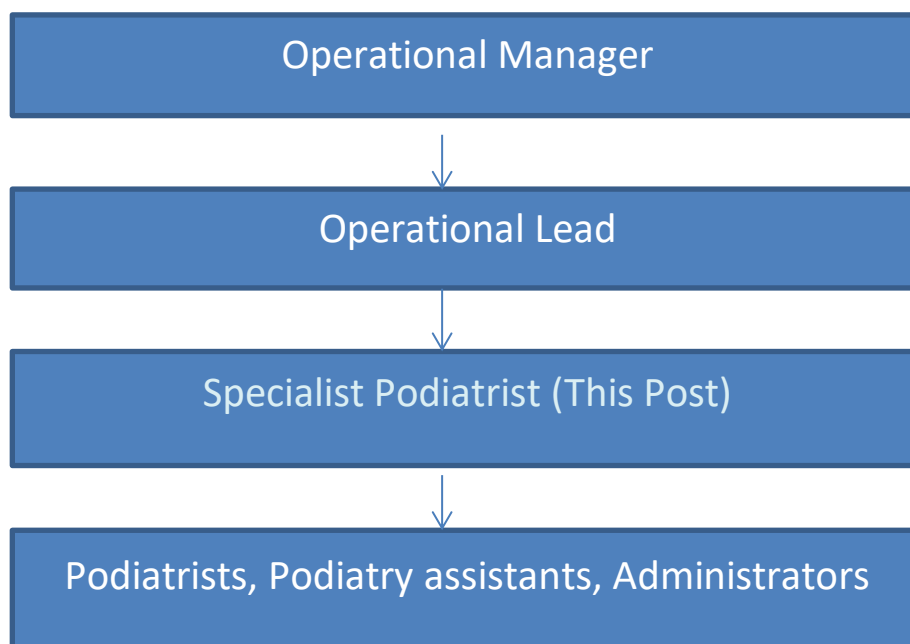 Operational Manager
Operational Lead
Specialist Podiatrist (This Post)
Podiatrists, Podiatry assistants, Administrators